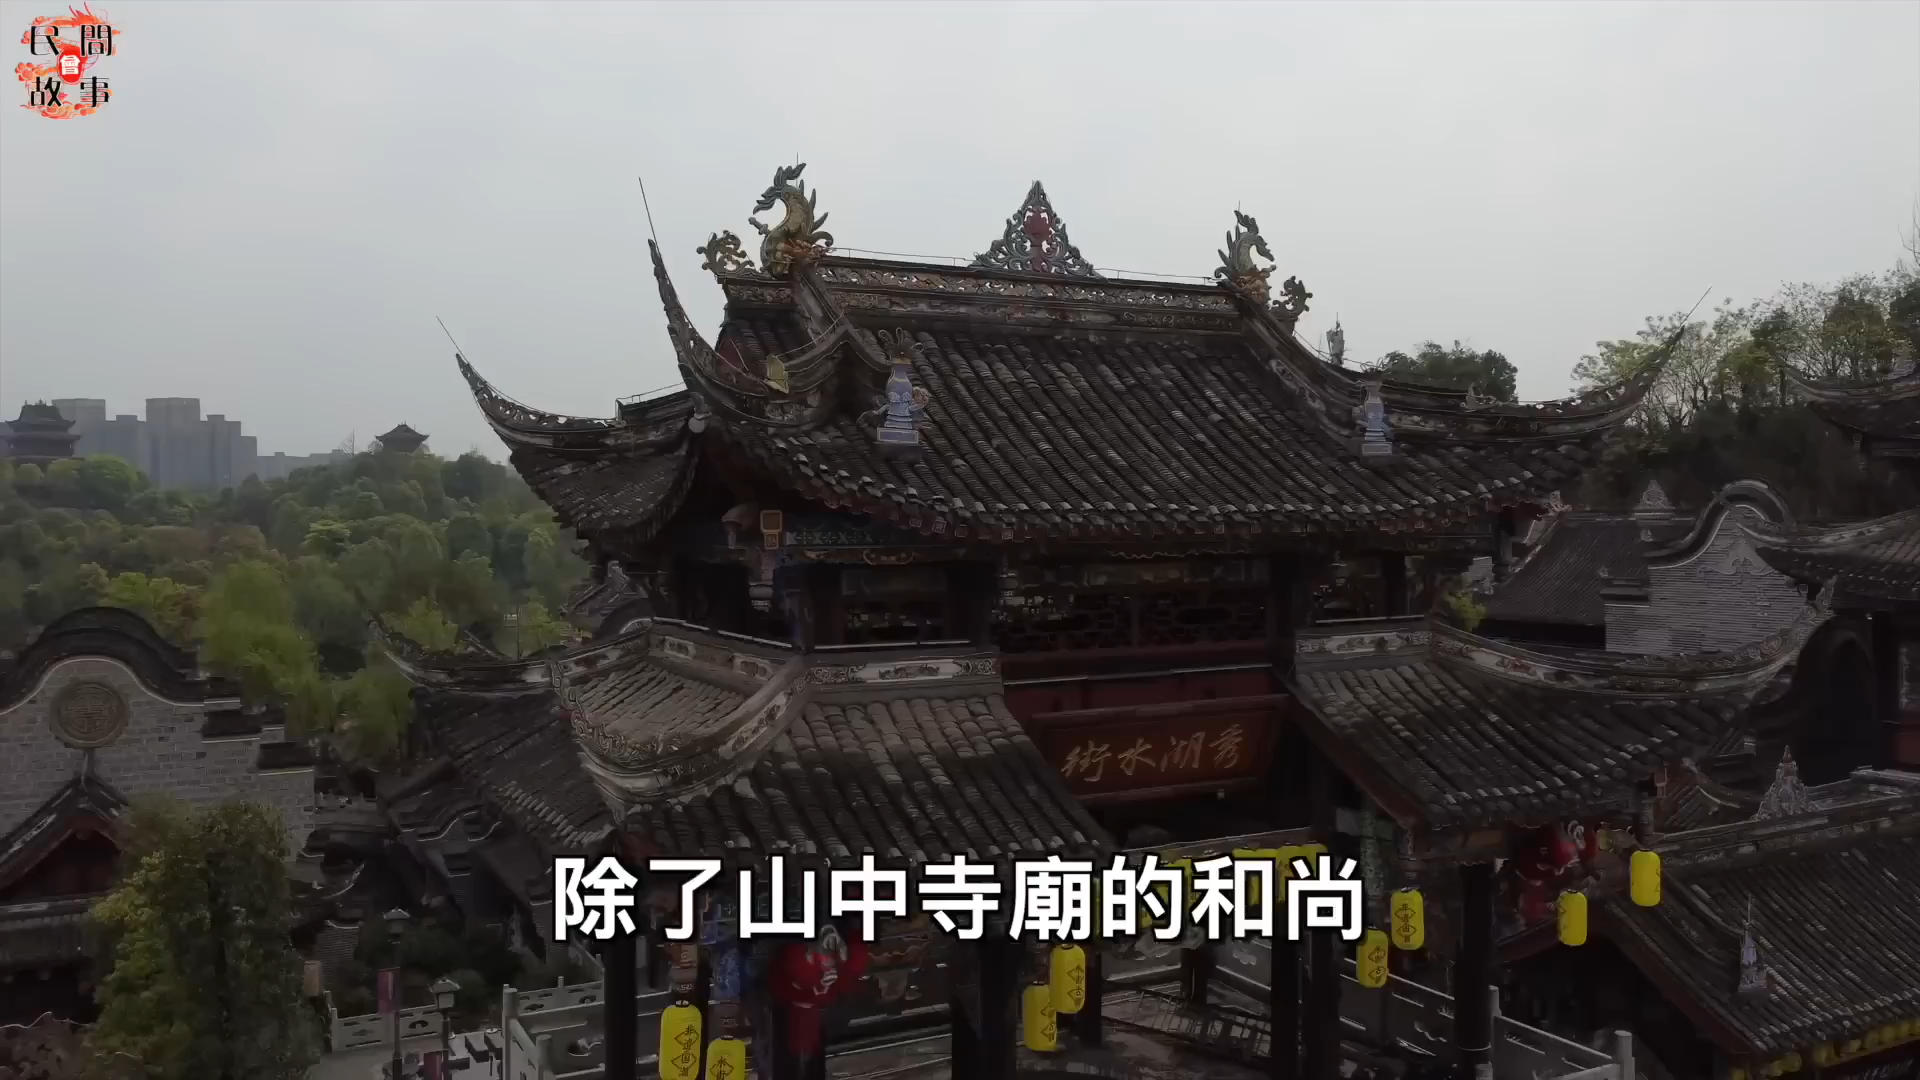 民間
故事
街水湖秀
除了山中寺廟的和尚